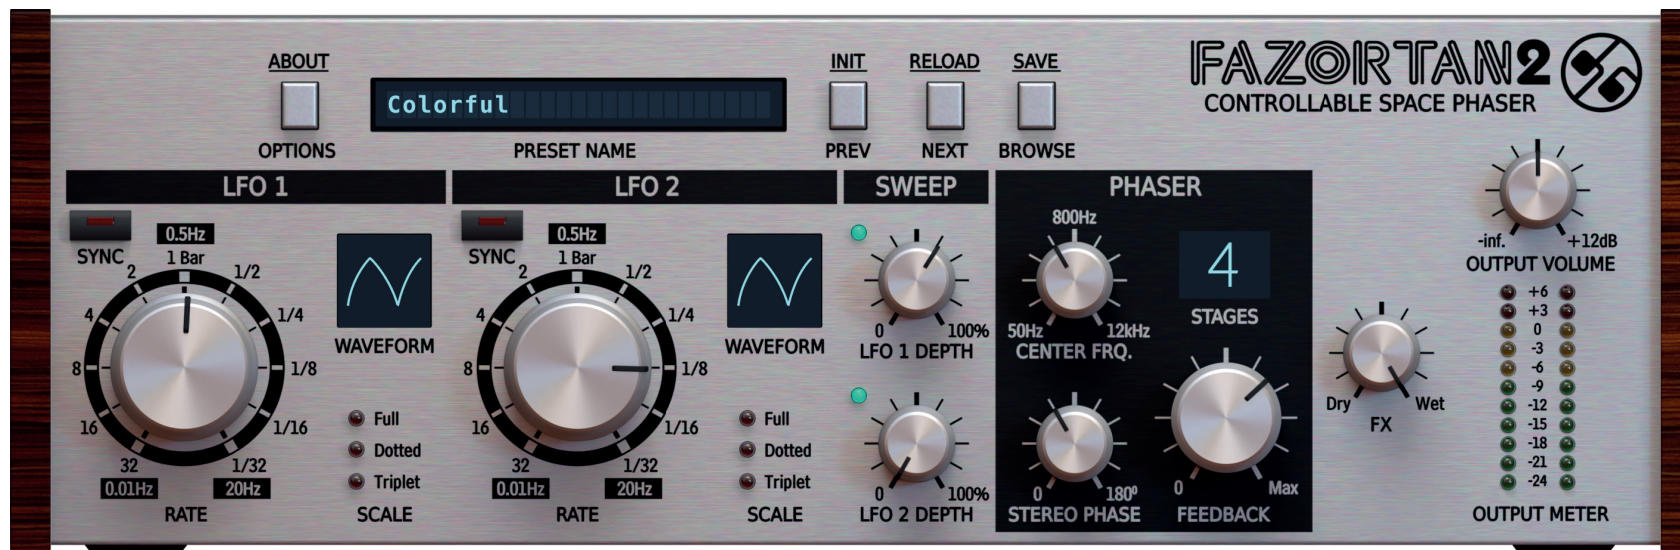 FAZORTAN2
CONTROLLABLE SPACE PHASER
ABOUT
OPTIONS
Colorful
PRESET NAME
INIT
RELOAD
SAVE
PREV
NEXT
BROWSE
LFO 1
SYNC
0.5Hz
1 Bar
2
1/2
4
1/4
8
1/8
16
1/16
32
1/32
0.01Hz
20Hz
RATE
WAVEFORM
Full
Dotted
Triplet
SCALE
LFO 2
SYNC
0.5Hz
1 Bar
2
1/2
4
1/4
8
1/8
16
1/16
32
1/32
0.01Hz
20Hz
RATE
WAVEFORM
Full
Dotted
Triplet
SCALE
SWEEP
0
100%
LFO 1 DEPTH
0
100%
LFO 2 DEPTH
PHASER
800Hz
50Hz
12kHz
CENTER FRQ.
4
STAGES
0
180º
STEREO PHASE
0
Max
FEEDBACK
Dry
Wet
FX
-inf.
+12dB
OUTPUT VOLUME
+6
+3
0
-3
-6
-9
-12
-15
-18
-21
-24
OUTPUT METER